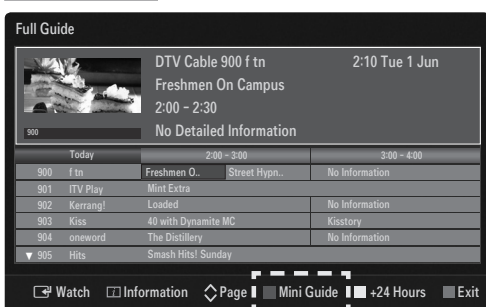 Full Guide
DTV Cable 900 f tn 2:10 Tue 1 Jun
Freshmen On Campus
2:00 - 2:30
No Detailed Information
900
Today 2:00 - 3:00 3:00 - 4:00
900 f tn Freshmen O.. Street Hypn.. No Information
901 ITV Play Mint Extra
902 Kerrang! Loaded No Information
903 Kiss 40 with Dynamite MC Kisstory
904 oneword The Distillery No Information
▼ 905 Hits Smash Hits! Sunday
Watch Information Page Mini Guide +24 Hours Exit